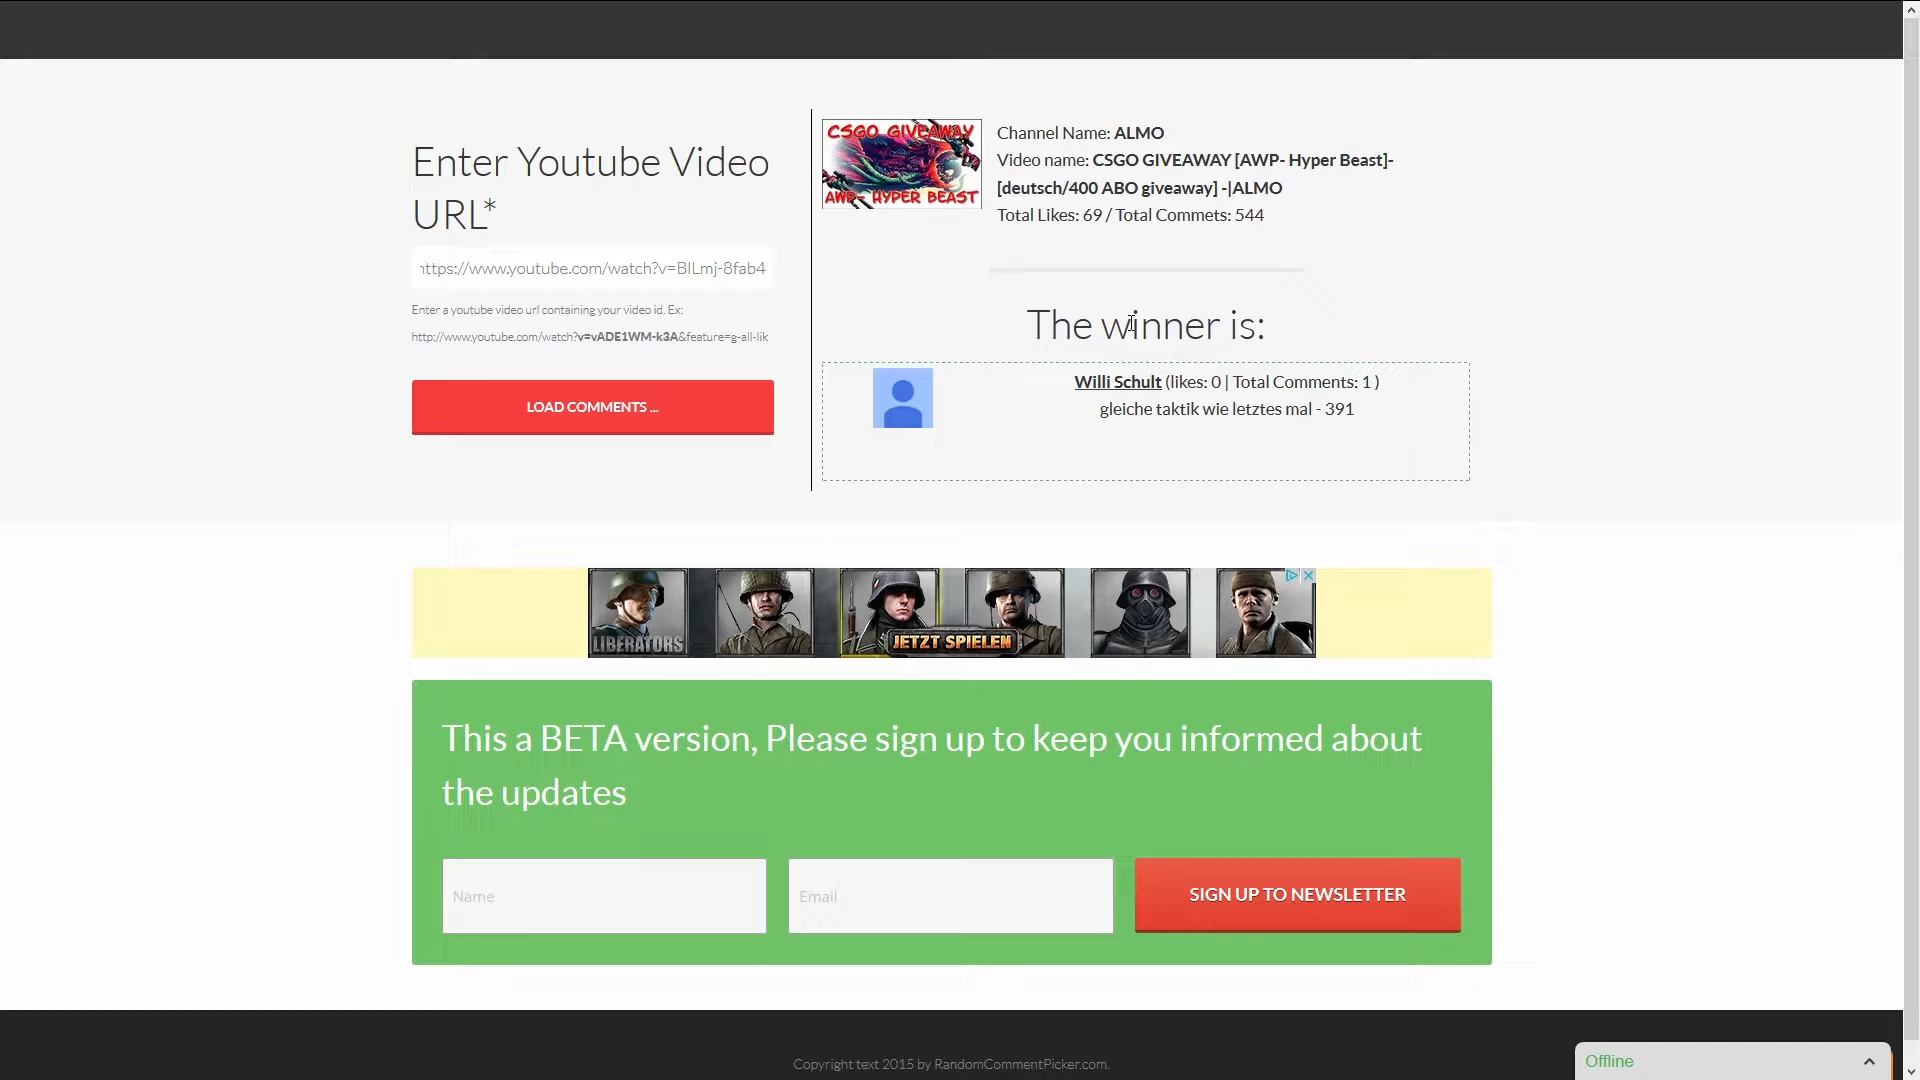 Enter Youtube Video
URL*
https://www.youtube.com/watch?v=BILmj-8fab4
Enter a youtube video url containing your video id. Ex:
http://www.youtube.com/watch?v=vADE1WM-k3A&feature=g-all-lik
LOAD COMMENTS ...
CSGO GIVEAWAY
AWP- HYPER BEAST
Channel Name: ALMO
Video name: CSGO GIVEAWAY [AWP- Hyper Beast]-
[deutsch/400 ABO giveaway] -|ALMO
Total Likes: 69 / Total Commets: 544
The winner is:
Willi Schult (likes: 0 | Total Comments: 1 )
gleiche taktik wie letztes mal - 391
LIBERATORS
JETZT SPIELEN
This a BETA version, Please sign up to keep you informed about
the updates
Name
Email
SIGN UP TO NEWSLETTER
Copyright text 2015 by RandomCommentPicker.com.
Offline